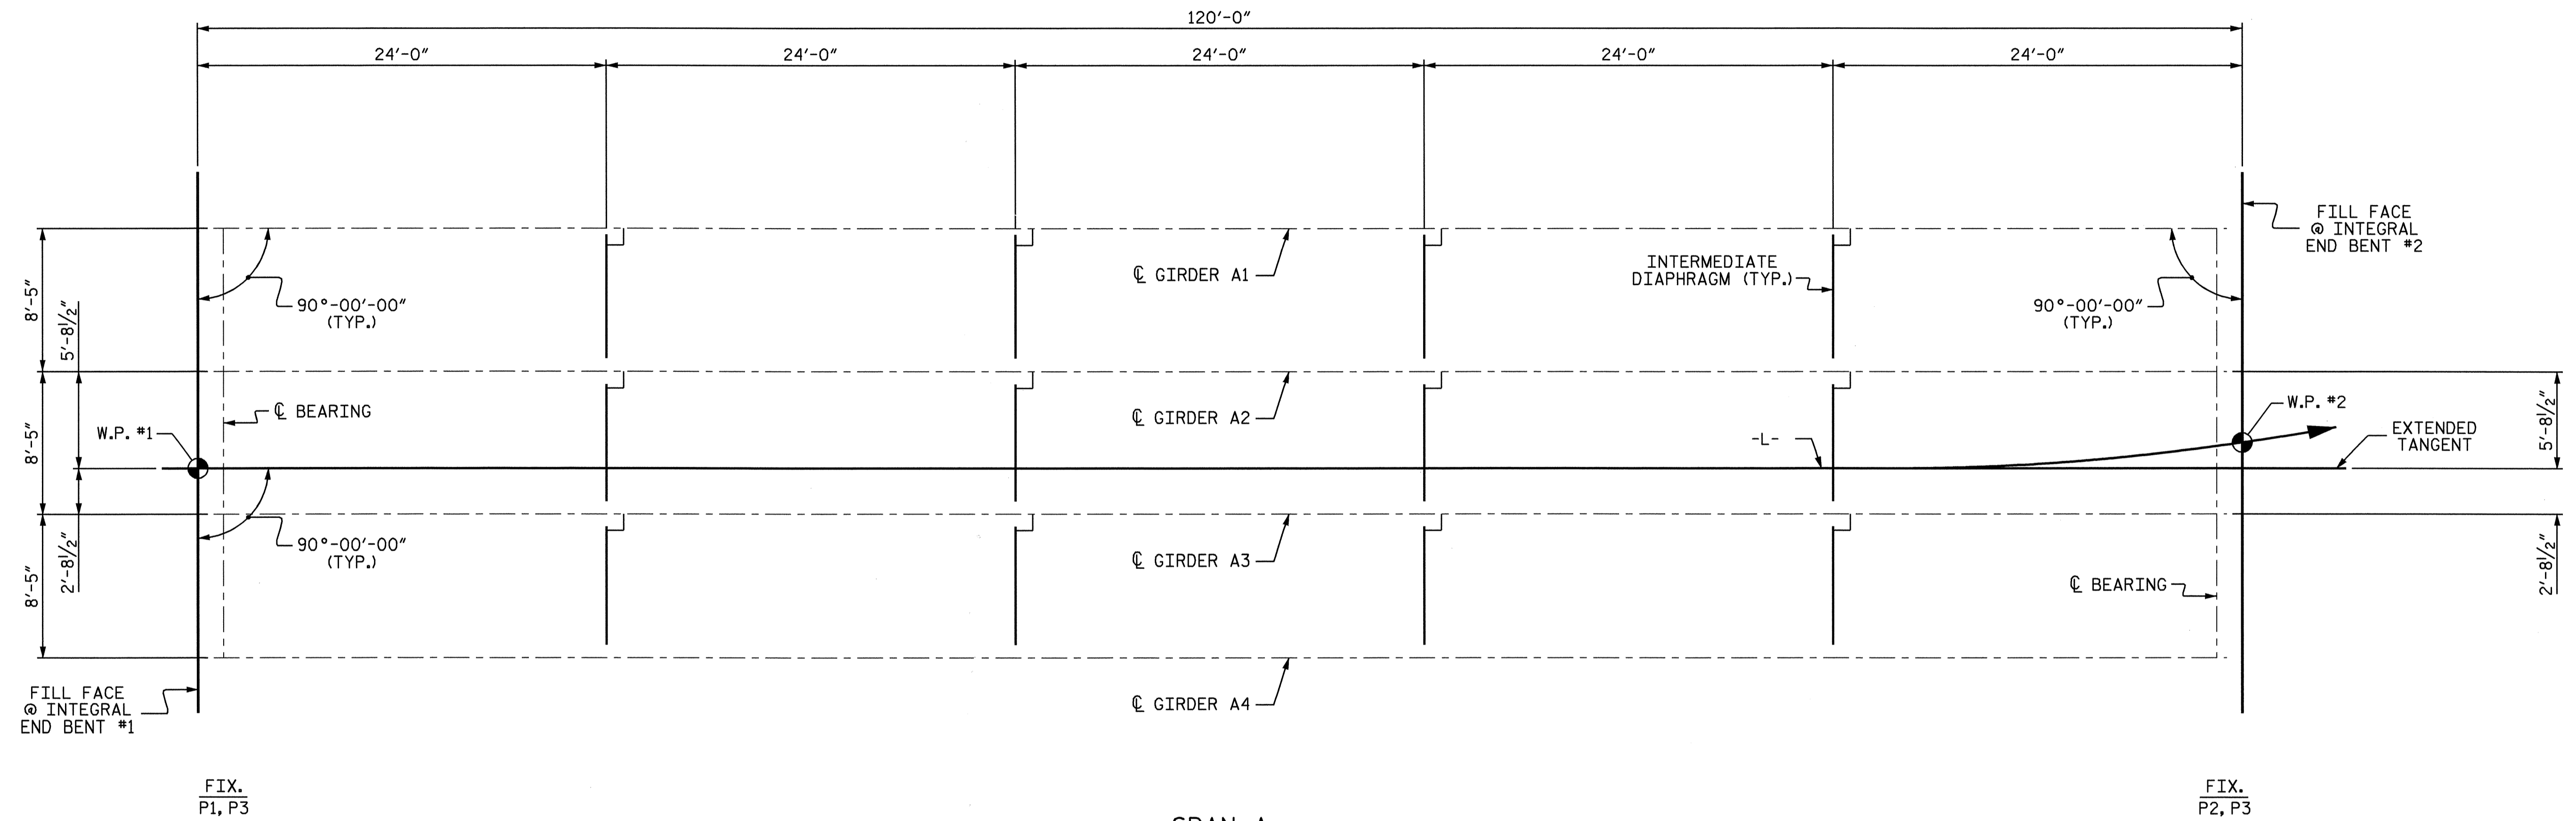 120'-0"
24'-0" 24'-0" 24'-0" 24'-0" 24'-0"
FILL FACE
@ INTEGRAL
END BENT #2
℄ GIRDER A1
INTERMEDIATE
DIAPHRAGM (TYP.)
8'-5"
5'-8½"
90°-00'-00"
(TYP.)
90°-00'-00"
(TYP.)
℄ BEARING
W.P. #1
℄ GIRDER A2
-L-
W.P. #2
EXTENDED
TANGENT
8'-5"
5'-8½"
90°-00'-00"
(TYP.)
℄ GIRDER A3
℄ BEARING
8'-5"
2'-8½"
2'-8½"
FILL FACE
@ INTEGRAL
END BENT #1
℄ GIRDER A4
FIX.
P1, P3
FIX.
P2, P3